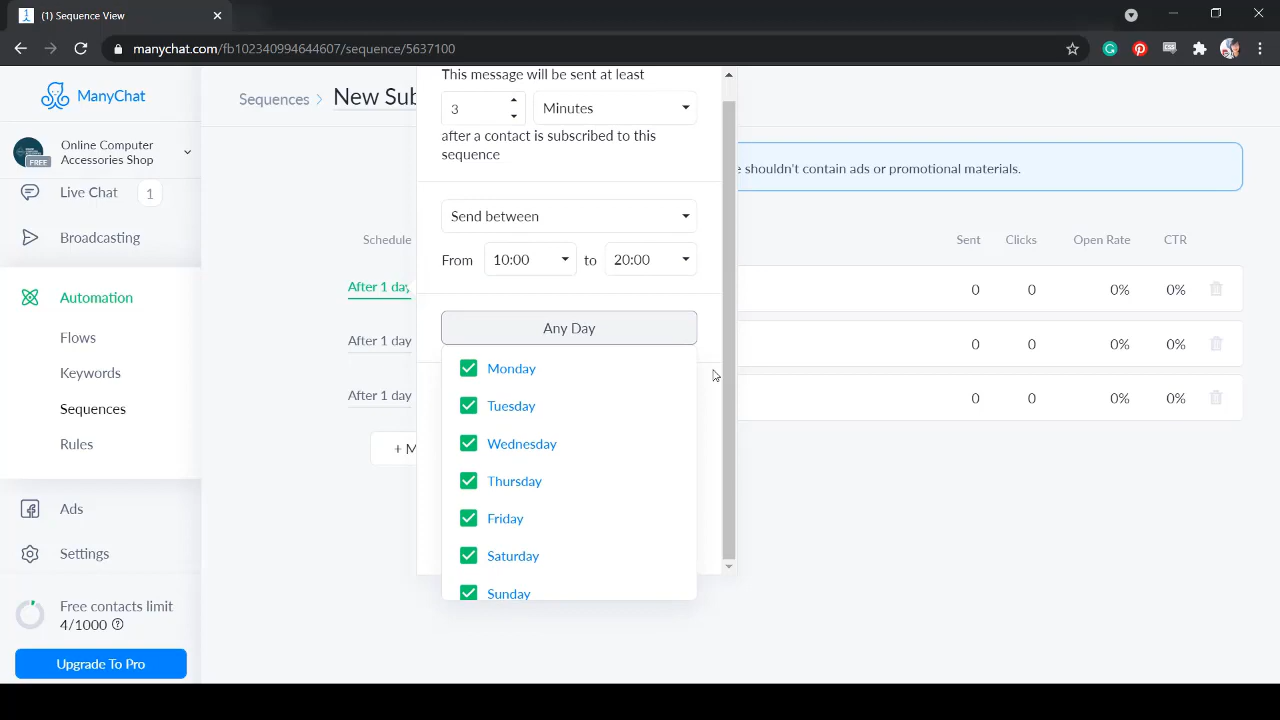 (1) Sequence View
manychat.com/fb102340994644607/sequence/5637100
ManyChat
Online Computer
Accessories Shop
FREE
Live Chat
1
Broadcasting
Automation
Flows
Keywords
Sequences
Rules
Ads
Settings
Free contacts limit
4/1000
Upgrade To Pro
Sequences > New Sub
This message will be sent at least
3 Minutes
after a contact is subscribed to this
sequence
Send between
From 10:00 to 20:00
Any Day
Monday
Tuesday
Wednesday
Thursday
Friday
Saturday
Sunday
shouldn't contain ads or promotional materials.
Schedule Sent Clicks Open Rate CTR
After 1 day 0 0 0% 0%
After 1 day 0 0 0% 0%
After 1 day 0 0 0% 0%
+ M